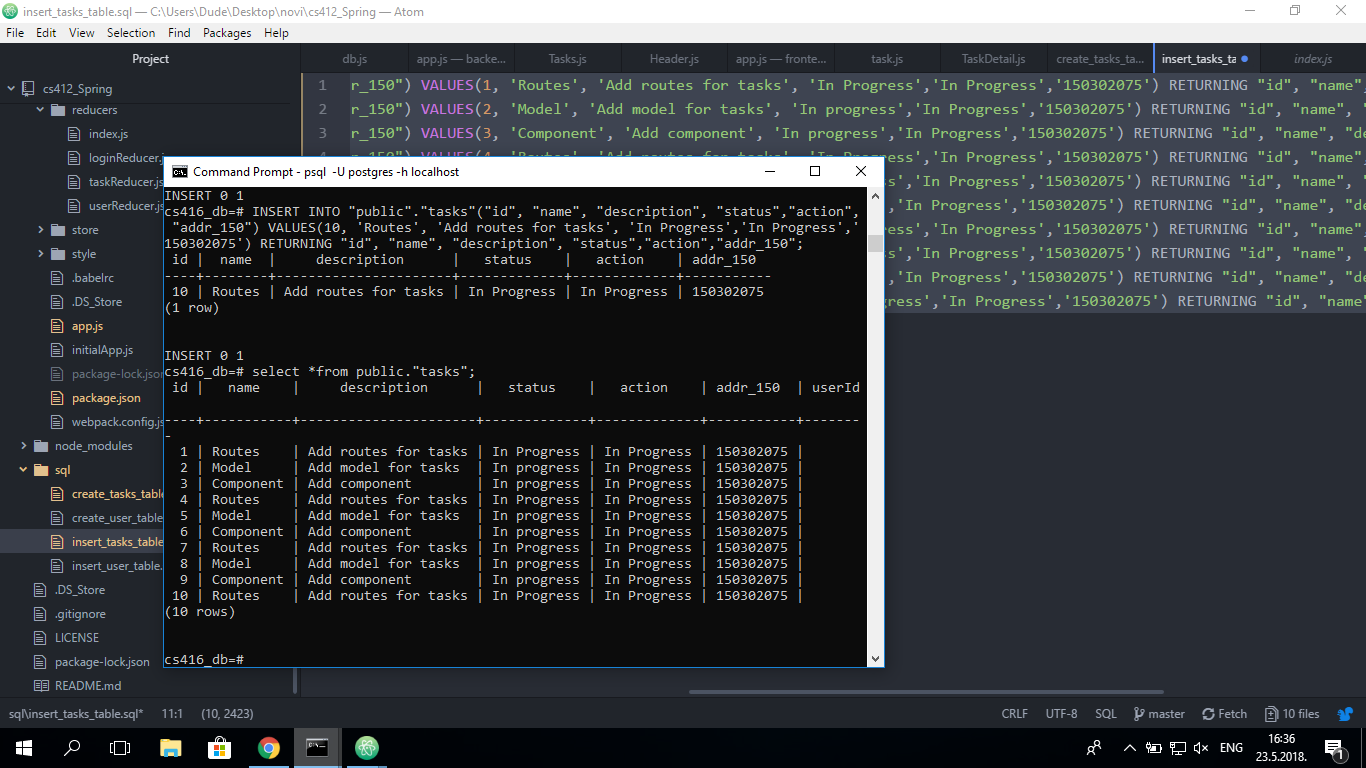 insert_tasks_table.sql — C:\Users\Dude\Desktop\novi\cs412_Spring — Atom
File Edit View Selection Find Packages Help
Project
db.js
app.js — backe...
Tasks.js
Header.js
app.js — fronte...
task.js
TaskDetail.js
create_tasks_ta...
insert_tasks_ta
index.js
cs412_Spring
reducers
index.js
loginReducer.j
taskReducer.js
userReducer.js
store
style
.babelrc
.DS_Store
app.js
initialApp.js
package-lock.json
package.json
webpack.config.js
node_modules
sql
create_tasks_table
create_user_table
insert_tasks_table
insert_user_table.
.DS_Store
.gitignore
LICENSE
package-lock.json
README.md
1 r_150") VALUES(1, 'Routes', 'Add routes for tasks', 'In Progress','In Progress','150302075') RETURNING "id", "name",
2 r_150") VALUES(2, 'Model', 'Add model for tasks', 'In progress','In Progress','150302075') RETURNING "id", "name", "de
3 r_150") VALUES(3, 'Component', 'Add component', 'In progress','In Progress','150302075') RETURNING "id", "name", "de
s','In Progress','150302075') RETURNING "id", "name",
s','In Progress','150302075') RETURNING "id", "name", "de
s','In Progress','150302075') RETURNING "id", "name", "de
s','In Progress','150302075') RETURNING "id", "name",
s','In Progress','150302075') RETURNING "id", "name", "de
s','In Progress','150302075') RETURNING "id", "name", "de
ress','In Progress','150302075') RETURNING "id", "name"
Command Prompt - psql -U postgres -h localhost
INSERT 0 1
cs416_db=# INSERT INTO "public"."tasks"("id", "name", "description", "status","action",
"addr_150") VALUES(10, 'Routes', 'Add routes for tasks', 'In Progress','In Progress','
150302075') RETURNING "id", "name", "description", "status","action","addr_150";
id | name | description | status | action | addr_150
----+--------+----------------------+-------------+-------------+-----------
10 | Routes | Add routes for tasks | In Progress | In Progress | 150302075
(1 row)
INSERT 0 1
cs416_db=# select *from public."tasks";
id | name | description | status | action | addr_150 | userId
----+-----------+----------------------+-------------+-------------+-----------+-------
-
1 | Routes | Add routes for tasks | In Progress | In Progress | 150302075 |
2 | Model | Add model for tasks | In progress | In Progress | 150302075 |
3 | Component | Add component | In progress | In Progress | 150302075 |
4 | Routes | Add routes for tasks | In Progress | In Progress | 150302075 |
5 | Model | Add model for tasks | In progress | In Progress | 150302075 |
6 | Component | Add component | In progress | In Progress | 150302075 |
7 | Routes | Add routes for tasks | In Progress | In Progress | 150302075 |
8 | Model | Add model for tasks | In progress | In Progress | 150302075 |
9 | Component | Add component | In progress | In Progress | 150302075 |
10 | Routes | Add routes for tasks | In Progress | In Progress | 150302075 |
(10 rows)
cs416_db=#
sql\insert_tasks_table.sql* 11:1 (10, 2423)
CRLF UTF-8 SQL master Fetch 10 files
ENG
16:36
23.5.2018.
1